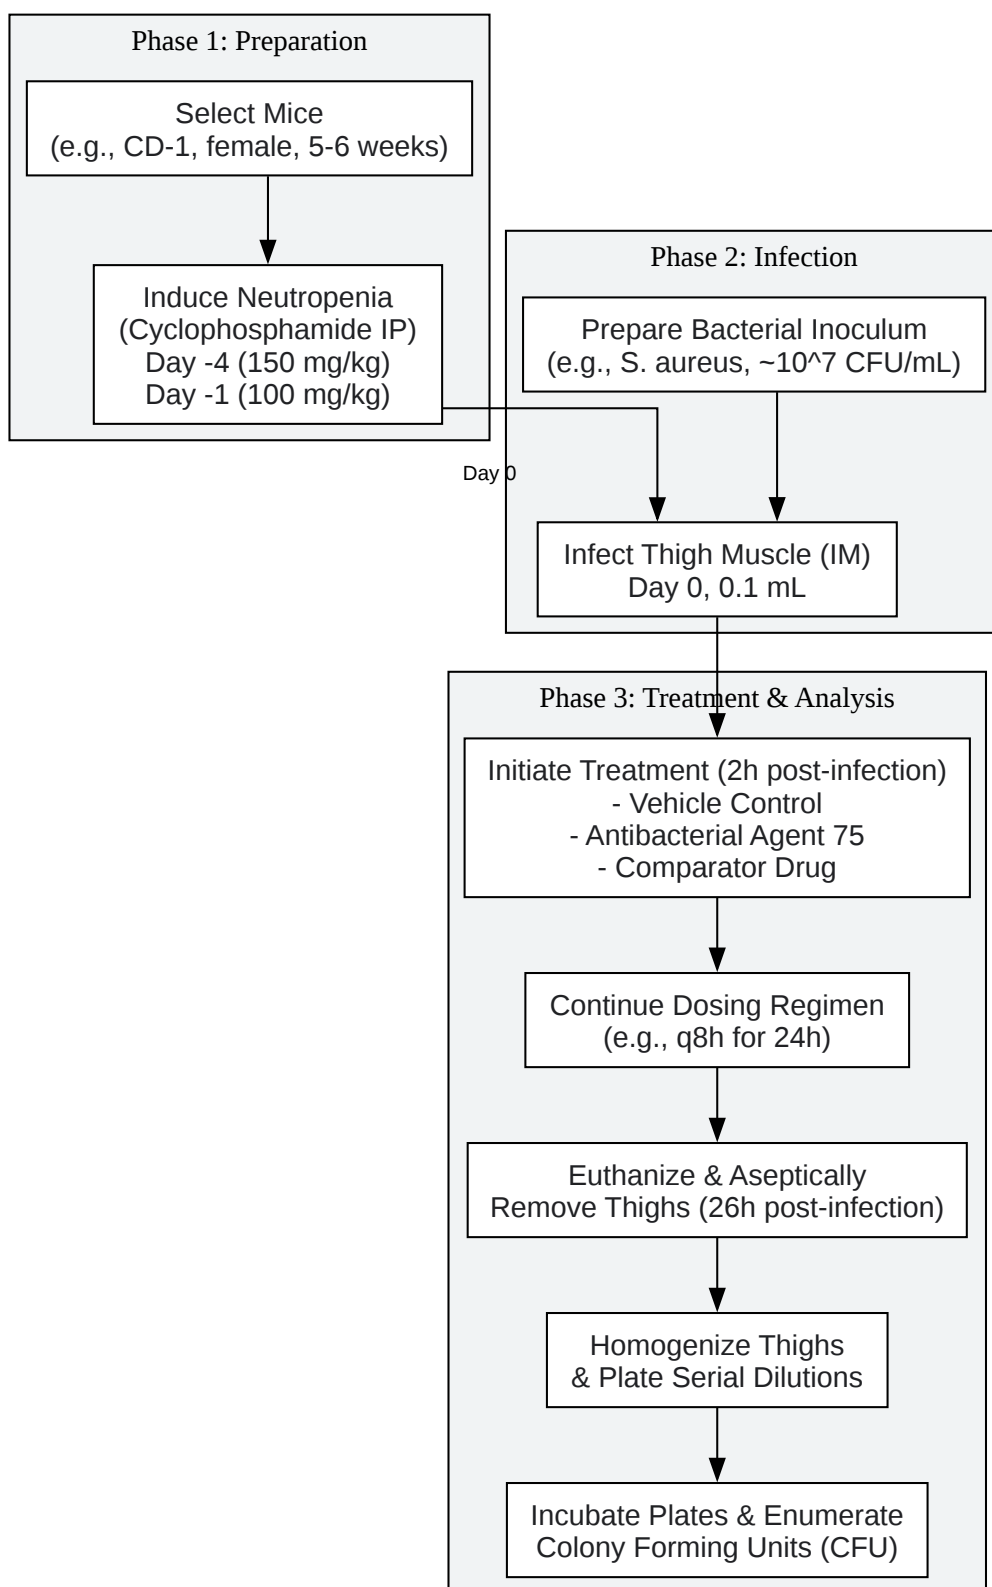 Phase 1: Preparation
Select Mice
(e.g., CD-1, female, 5-6 weeks)
Induce Neutropenia
(Cyclophosphamide IP)
Day -4 (150 mg/kg)
Day -1 (100 mg/kg)
Phase 2: Infection
Prepare Bacterial Inoculum
(e.g., S. aureus, ~10^7 CFU/mL)
Day 0
Infect Thigh Muscle (IM)
Day 0, 0.1 mL
Phase 3: Treatment & Analysis
Initiate Treatment (2h post-infection)
- Vehicle Control
- Antibacterial Agent 75
- Comparator Drug
Continue Dosing Regimen
(e.g., q8h for 24h)
Euthanize & Aseptically
Remove Thighs (26h post-infection)
Homogenize Thighs
& Plate Serial Dilutions
Incubate Plates & Enumerate
Colony Forming Units (CFU)